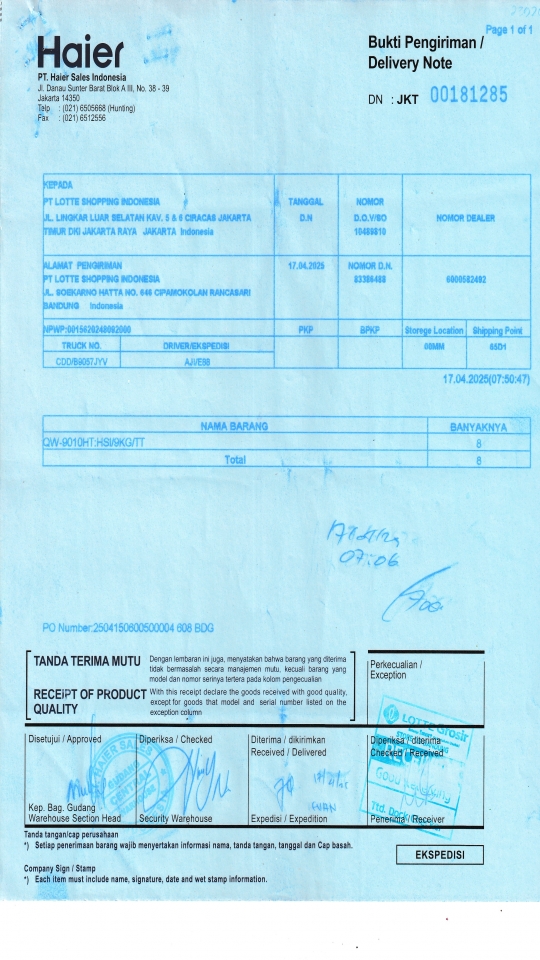 Page 1 of 1
Haier
Bukti Pengiriman /
Delivery Note
PT. Haier Sales Indonesia
Jl. Danau Sunter Barat Blok A III, No. 38 - 39
Jakarta 14350
Telp : (021) 6505668 (Hunting)
Fax : (021) 6512556
DN : JKT 00181285
KEPADA
PT LOTTE SHOPPING INDONESIA
JL. LINGKAR LUAR SELATAN KAV. 5 & 6 CIRACAS JAKARTA
TIMUR DKI JAKARTA RAYA JAKARTA Indonesia
TANGGAL
D.N
NOMOR
D.O.V/SO
10489810
NOMOR DEALER
ALAMAT PENGIRIMAN
PT LOTTE SHOPPING INDONESIA
JL. SOEKARNO HATTA NO. 646 CIPAMOKOLAN RANCASARI
BANDUNG Indonesia
17.04.2025
NOMOR D.N.
83386488
6000582492
NPWP:0015620248092000
PKP
BPKP
Storege Location
Shipping Point
TRUCK NO.
DRIVER/EKSPEDISI
CDD/B9057JYV
17.04.2025(07:50:47)
NAMA BARANG
BANYAKNYA
QW-9010HT:HSI/9KG/TT
Total
07:06
PO Number:2504150600500004 608 BDG
TANDA TERIMA MUTU
Dengan lembaran ini juga, menyatakan bahwa barang yang diterima
tidak bermasalah secara manajemen mutu, kecuali barang yang
model dan nomor serinya tertera pada kolom pengecualian
RECEIPT OF PRODUCT
QUALITY
With this receipt declare the goods received with good quality,
except for goods that model and serial number listed on the
exception column
Perkecualian /
Exception
LOTTE Grosir
Disetujui / Approved
Diperiksa / Checked
Diterima / dikirimkan
Received / Delivered
Diperiksa / diterima
Checked / Received
HAIER SALES
Good Receiving
Kep. Bag. Gudang
Warehouse Section Head
Security Warehouse
Expedisi / Expedition
Penerima / Receiver
Tanda tangan/cap perusahaan
*) Setiap penerimaan barang wajib menyertakan informasi nama, tanda tangan, tanggal dan Cap basah.
EKSPEDISI
Company Sign / Stamp
*) Each item must include name, signature, date and wet stamp information.